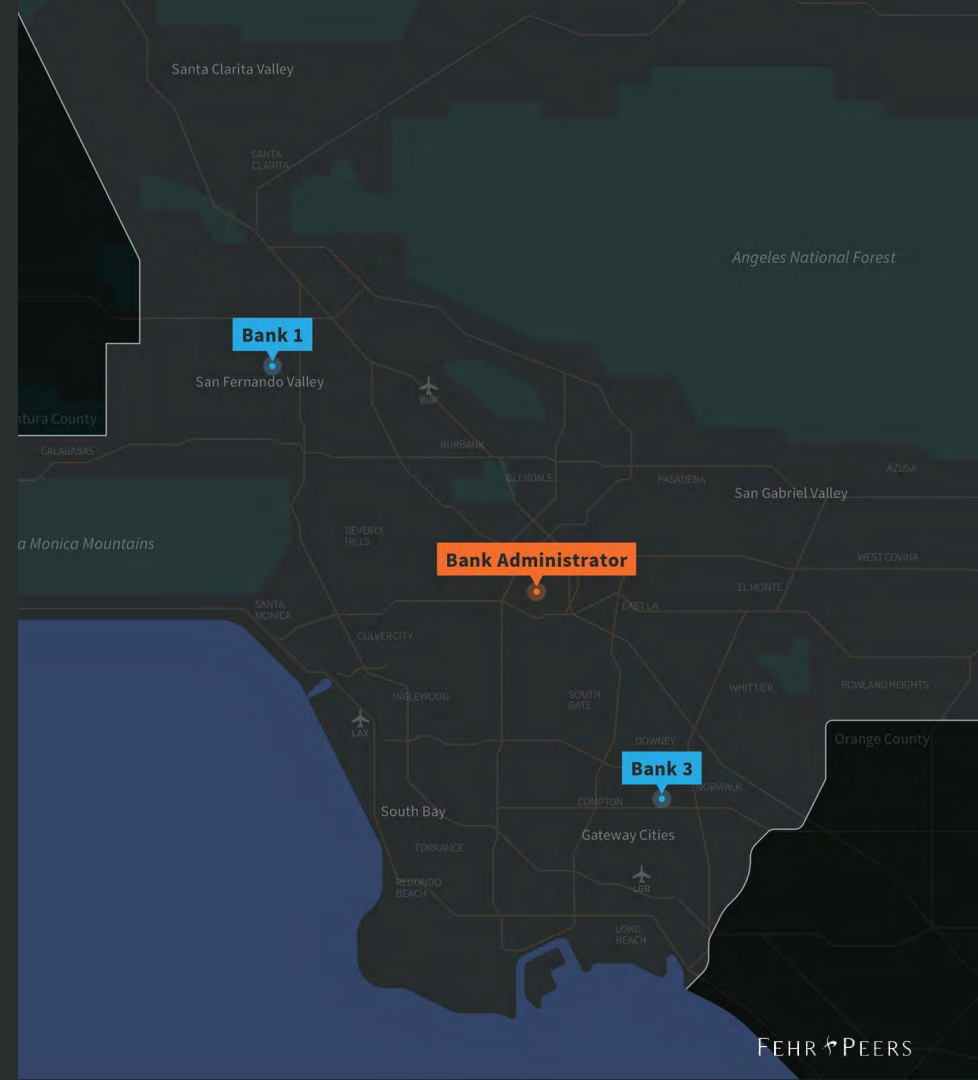 Santa Clarita Valley
SANTA
CLARITA
Angeles National Forest
Bank 1
San Fernando Valley
BUR
ntura County
CALABASAS
BURBANK
GLENDALE
PASADENA
AZUSA
San Gabriel Valley
BEVERLY
HILLS
a Monica Mountains
Bank Administrator
WEST COVINA
EL MONTE
SANTA
MONICA
EAST LA
CULVER CITY
INGLEWOOD
SOUTH
GATE
WHITTIER
ROWLAND HEIGHTS
LAX
DOWNEY
Orange County
Bank 3
NORWALK
COMPTON
South Bay
Gateway Cities
TORRANCE
REDONDO
BEACH
LGB
LONG
BEACH
FEHR PEERS